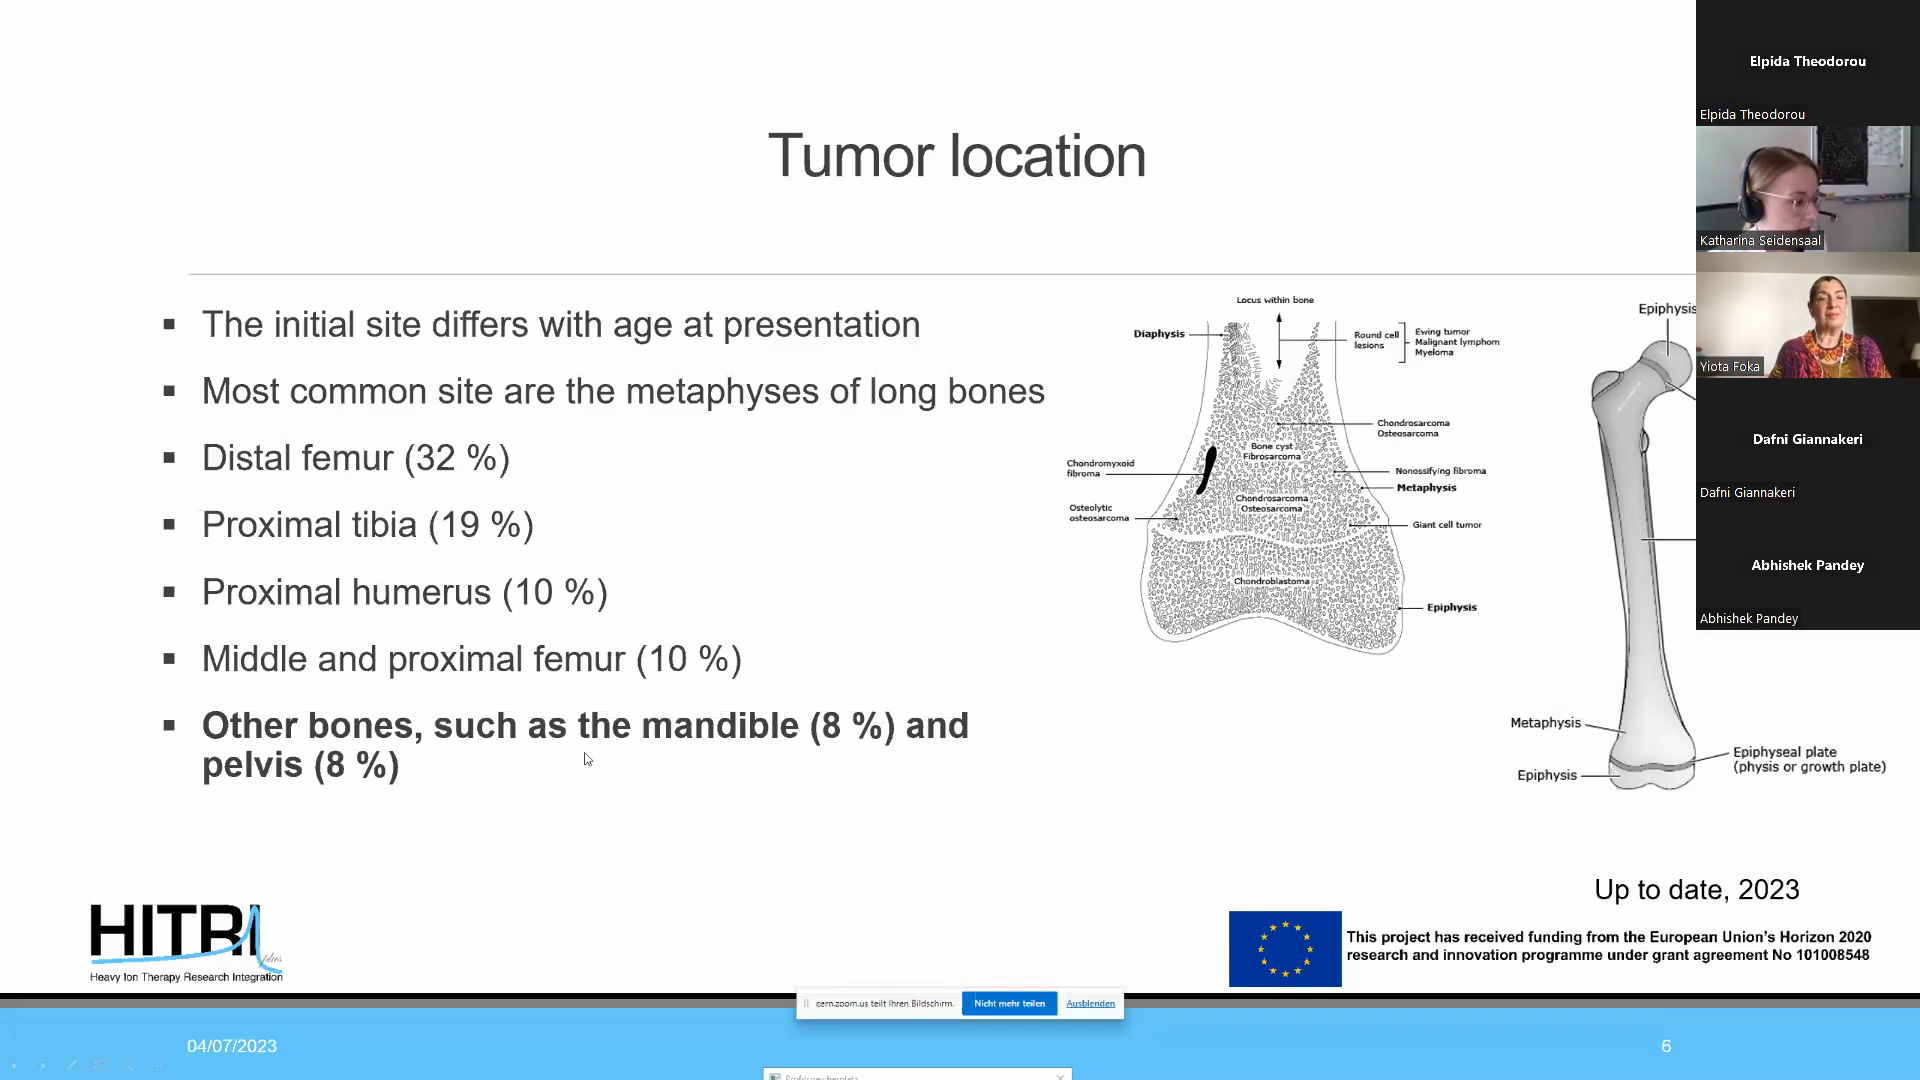 Tumor location
The initial site differs with age at presentation
Most common site are the metaphyses of long bones
Distal femur (32 %)
Proximal tibia (19 %)
Proximal humerus (10 %)
Middle and proximal femur (10 %)
Other bones, such as the mandible (8 %) and
pelvis (8 %)
Locus within bone
Diaphysis
Round cell
lesions
Ewing tumor
Malignant lymphom
Myeloma
Chondrosarcoma
Osteosarcoma
Bone cyst
Fibrosarcoma
Chondromyxoid
fibroma
Nonossifying fibroma
Metaphysis
Chondrosarcoma
Osteosarcoma
Osteolytic
osteosarcoma
Giant cell tumor
Chondroblastoma
Epiphysis
Epiphysis
Metaphysis
Epiphyseal plate
(physis or growth plate)
Epiphysis
Elpida Theodorou
Elpida Theodorou
Katharina Seidensaal
Yiota Foka
Dafni Giannakeri
Dafni Giannakeri
Abhishek Pandey
Abhishek Pandey
Up to date, 2023
HITRI
Heavy Ion Therapy Research Integration
This project has received funding from the European Union's Horizon 2020
research and innovation programme under grant agreement No 101008548
cern.zoom.us teilt Ihren Bildschirm.
Nicht mehr teilen
Ausblenden
04/07/2023
6